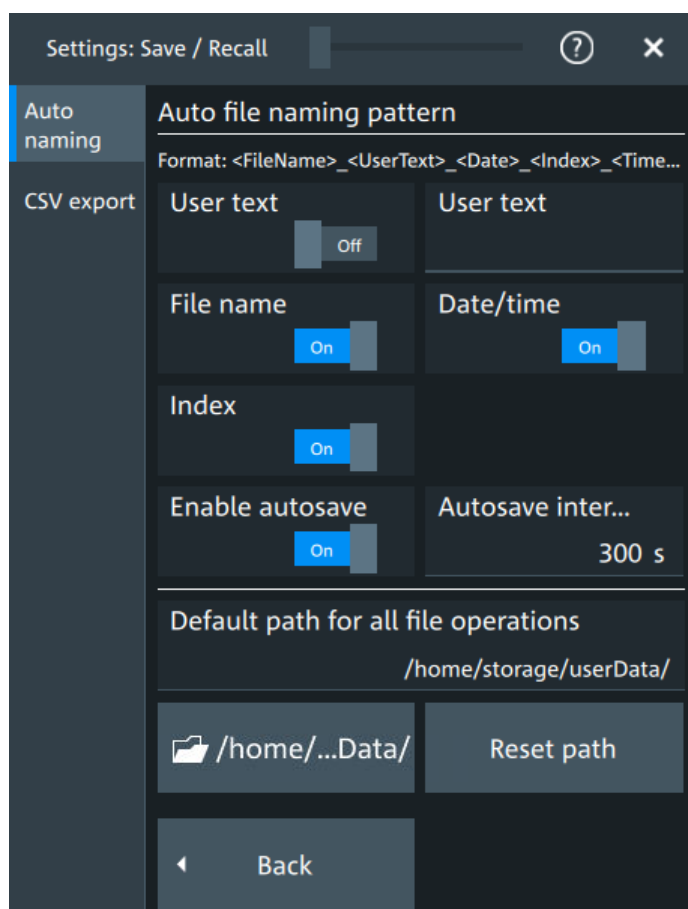 Settings: Save / Recall
?
Auto
naming
CSV export
Auto file naming pattern
Format: <FileName>_<UserText>_<Date>_<Index>_<Time...
User text
Off
User text
File name
On
Date/time
On
Index
On
Enable autosave
On
Autosave inter...
300 s
Default path for all file operations
/home/storage/userData/
/home/...Data/
Reset path
Back